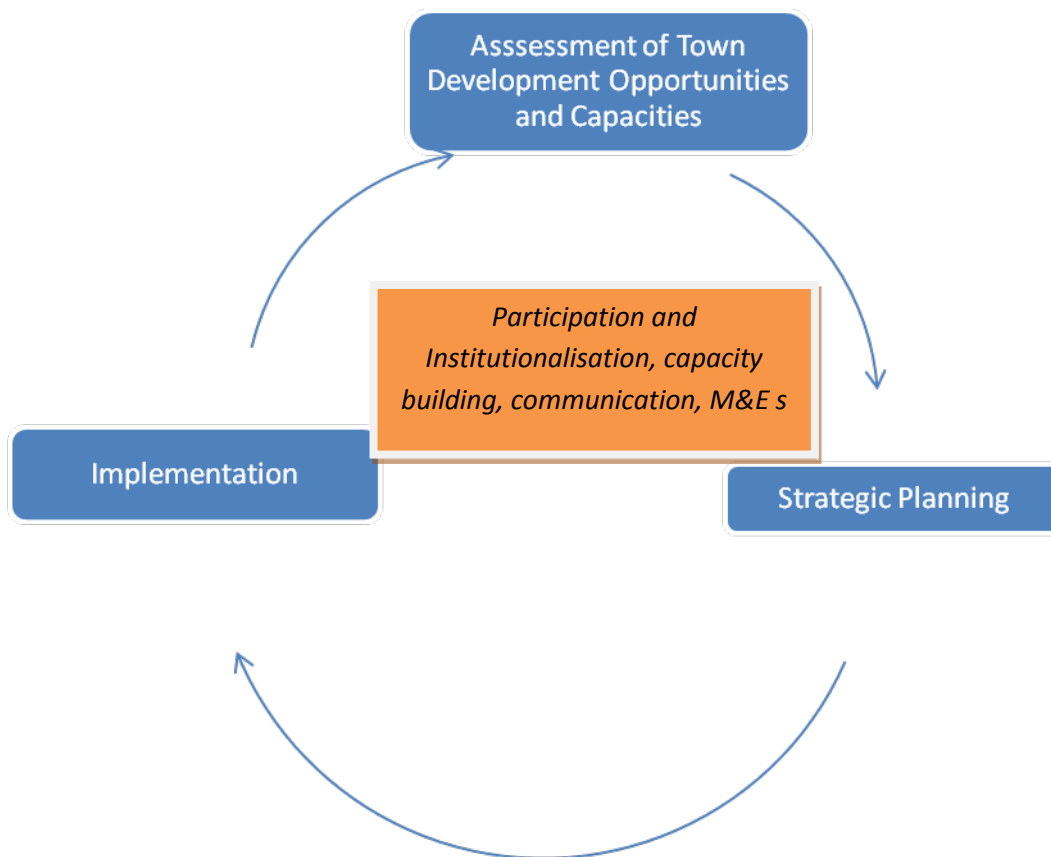 Asssessment of Town
Development Opportunities
and Capacities
Participation and
Institutionalisation, capacity
building, communication, M&E s
Implementation
Strategic Planning